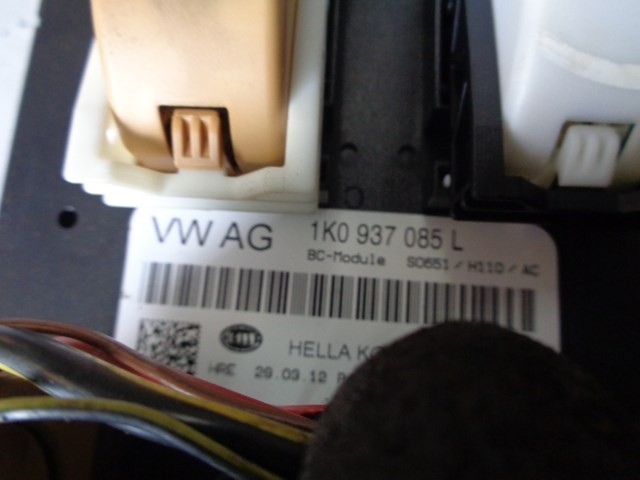 VW AG 1K0 937 085 L
BC-Module S0651/H110/AC
HELLA
HRE 29.03.12